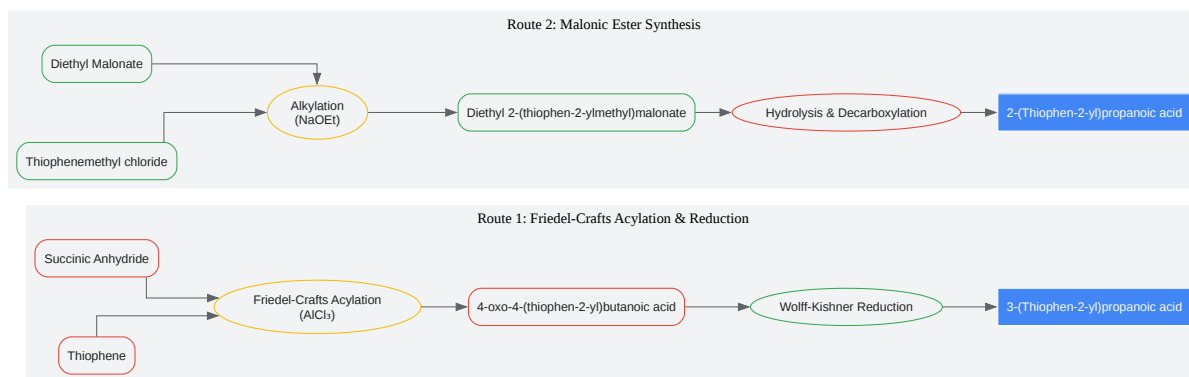 Route 2: Malonic Ester Synthesis
Diethyl Malonate
Alkylation
(NaOEt)
Diethyl 2-(thiophen-2-ylmethyl)malonate
Hydrolysis & Decarboxylation
2-(Thiophen-2-yl)propanoic acid
Thiophenemethyl chloride
Route 1: Friedel-Crafts Acylation & Reduction
Succinic Anhydride
Friedel-Crafts Acylation
(AlCl₃)
4-oxo-4-(thiophen-2-yl)butanoic acid
Wolff-Kishner Reduction
3-(Thiophen-2-yl)propanoic acid
Thiophene